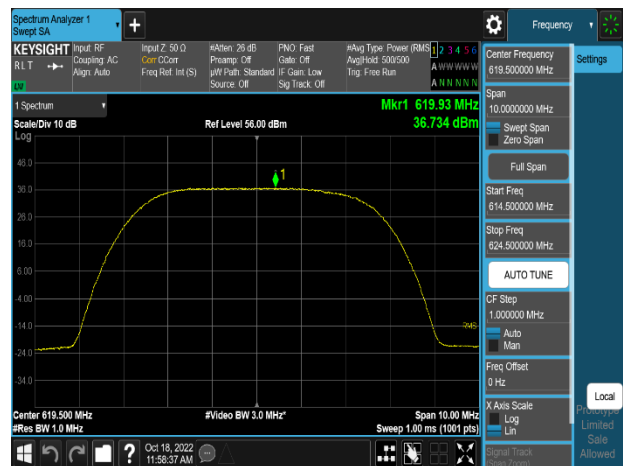 Spectrum Analyzer 1
Swept SA
Frequency
KEYSIGHT
RLT
LXI
Input: RF
Coupling: AC
Align: Auto
Input Z: 50 Ω
Corr CCorr
Freq Ref: Int (S)
#Atten: 26 dB
Preamp: Off
µW Path: Standard
Source: Off
PNO: Fast
Gate: Off
IF Gain: Low
Sig Track: Off
#Avg Type: Power (RMS
Avg|Hold: 500/500
Trig: Free Run
1 2 3 4 5 6
A W W W W W
A N N N N N
1 Spectrum
Scale/Div 10 dB
Log
Ref Level 56.00 dBm
Mkr1 619.93 MHz
36.734 dBm
1
46.0
36.0
26.0
16.0
6.00
-4.00
-14.0
-24.0
-34.0
RMS
Center 619.500 MHz
#Res BW 1.0 MHz
#Video BW 3.0 MHz*
Span 10.00 MHz
Sweep 1.00 ms (1001 pts)
?
Oct 18, 2022
11:58:37 AM
Center Frequency
619.500000 MHz
Span
10.0000000 MHz
Swept Span
Zero Span
Full Span
Start Freq
614.500000 MHz
Stop Freq
624.500000 MHz
AUTO TUNE
CF Step
1.000000 MHz
Auto
Man
Freq Offset
0 Hz
X Axis Scale
Log
Lin
Signal Track
(Span Zoom)
Settings
Local
Prototype
Limited
Sale
Allowed